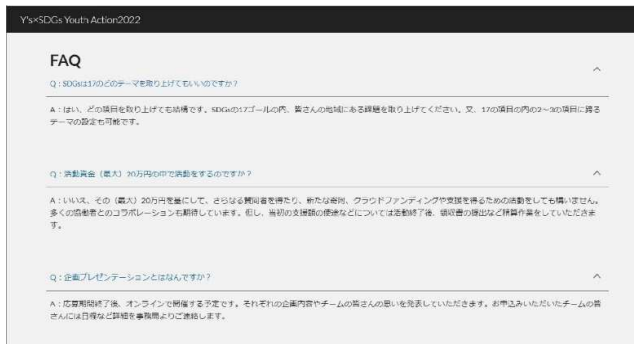 Y's×SDGs Youth Action2022
FAQ
Q：SDGsは17のどのテーマを取り上げてもいいのですか？
A：はい、どの項目を取り上げても結構です。SDGsの17ゴールの内、皆さんの地域にある課題を取り上げてください。又、17の項目の内の2～3の項目に跨る
テーマの設定も可能です。
Q：活動資金（最大）20万円の中で活動をするのですか？
A：いいえ、その（最大）20万円を基にして、さらなる賛同者を得たり、新たな寄附、クラウドファンディングや支援を得るための活動をしても構いません。
多くの協働者とのコラボレーションも期待しています。但し、当初の支援額の使途などについては活動終了後、領収書の提出など精算作業をしていただきま
す。
Q：企画プレゼンテーションとはなんですか？
A：応募期間終了後、オンラインで開催する予定です。それぞれの企画内容やチームの皆さんの思いを発表していただきます。お申込みいただいたチームの皆
さんには日程など詳細を事務局よりご連絡します。